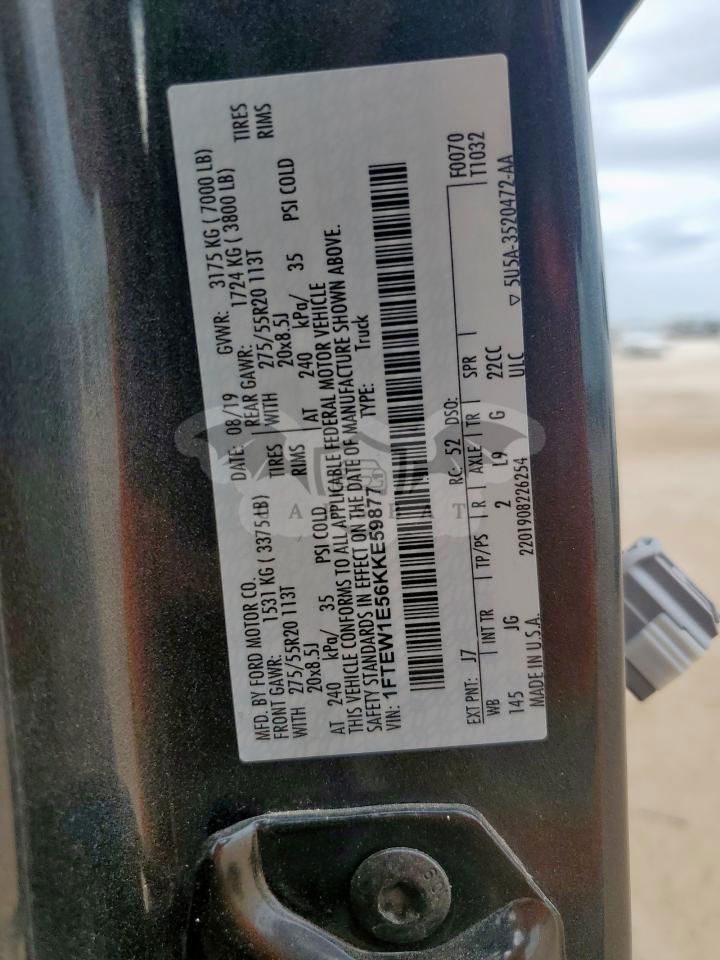 MFD. BY FORD MOTOR CO.
DATE: 08/19
GVWR: 3175 KG ( 7000 LB)
FRONT GAWR: 1531 KG ( 3375 LB)
REAR GAWR: 1724 KG ( 3800 LB)
WITH 275/55R20 113T TIRES
WITH 275/55R20 113T TIRES
20x8.5J RIMS
20x8.5J RIMS
AT 240 kPa/ 35 PSI COLD
AT 240 kPa/ 35 PSI COLD
THIS VEHICLE CONFORMS TO ALL APPLICABLE FEDERAL MOTOR VEHICLE
SAFETY STANDARDS IN EFFECT ON THE DATE OF MANUFACTURE SHOWN ABOVE.
VIN: 1FTEW1E56KKE59877
TYPE: Truck
EXT PNT: J7 RC: 52 DSO: F0070
WB INT TR TP/PS R AXLE TR SPR T1032
145 JG 2 L9 G 22CC
MADE IN U.S.A. 2201908226254 ULC ▽ 5U5A-3520472-AA